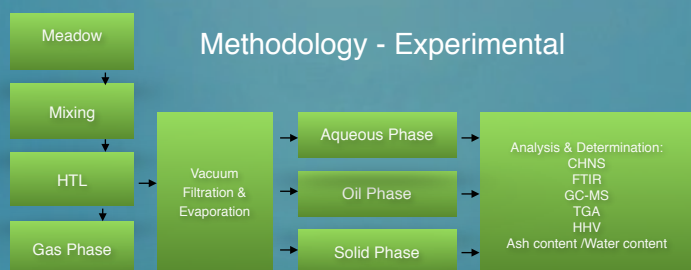 Methodology - Experimental
Meadow
Mixing
HTL
Gas Phase
Vacuum
Filtration &
Evaporation
Aqueous Phase
Oil Phase
Solid Phase
Analysis & Determination:
CHNS
FTIR
GC-MS
TGA
HHV
Ash content /Water content